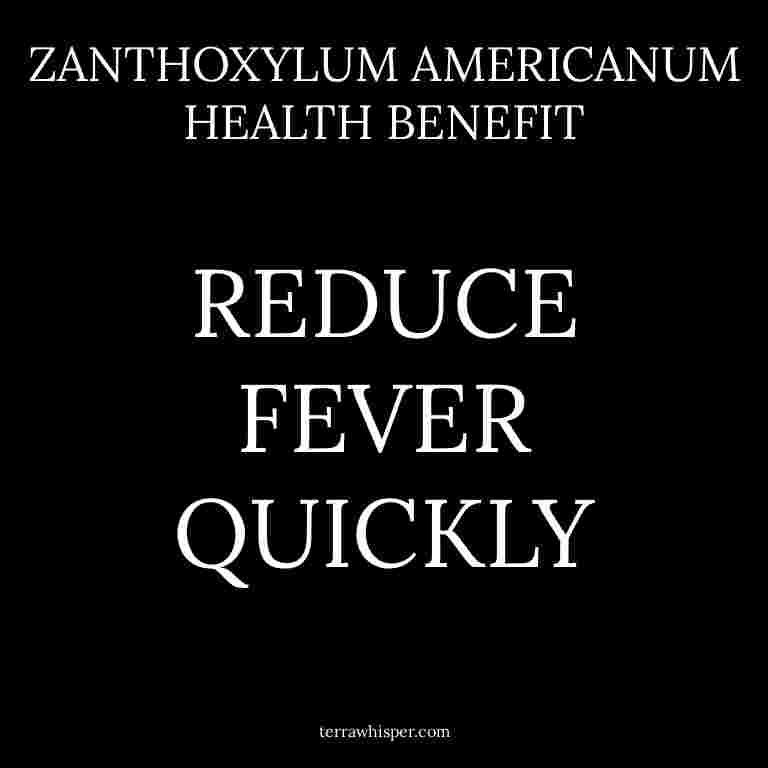 ZANTHOXYLUM AMERICANUM
HEALTH BENEFIT
REDUCE
FEVER
QUICKLY
terrawhisper.com